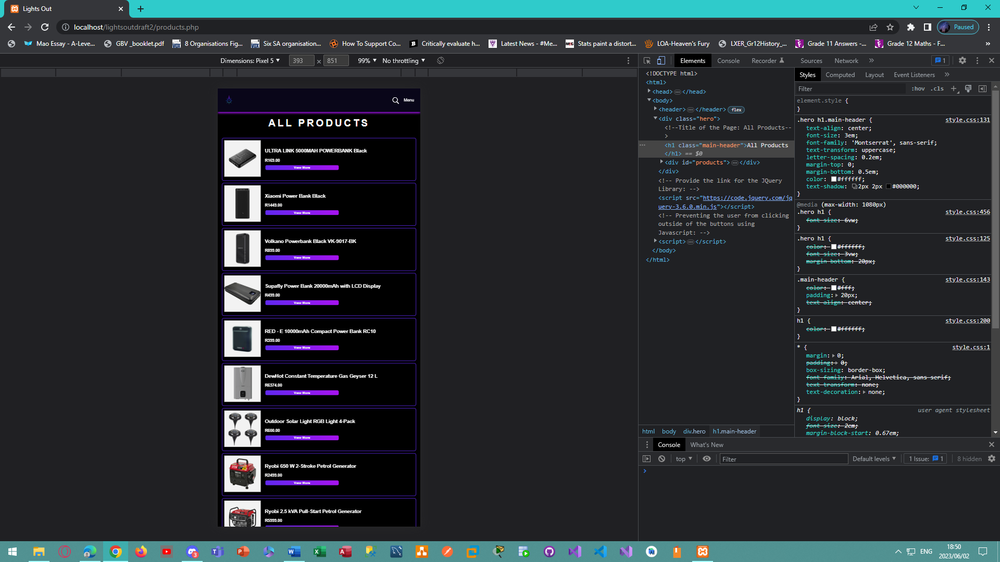 Lights Out
localhost/lightsoutdraft2/products.php
Paused
Mao Essay - A-Leve...
GBV _booklet.pdf
8 Organisations Fig...
Six SA organisation...
How To Support Co...
Critically evaluate h...
Latest News - #Me...
Stats paint a distort...
LOA-Heaven's Fury
LXER_Gr12History_...
Grade 11 Answers -...
Grade 12 Maths - F...
»
Dimensions: Pixel 5
393 × 851
99%
No throttling
Menu
ALL PRODUCTS
ULTRA LINK 5000MAH POWERBANK Black
R169.00
View More
Xiaomi Power Bank Black
R1449.00
View More
Volkano Powerbank Black VK-9017-BK
R899.00
View More
Supafly Power Bank 20000mAh with LCD Display
R499.00
View More
RED - E 10000mAh Compact Power Bank RC10
R399.00
View More
DewHot Constant Temperature Gas Geyser 12 L
R6374.00
View More
Outdoor Solar Light RGB Light 4-Pack
R600.00
View More
Ryobi 650 W 2-Stroke Petrol Generator
R2499.00
View More
Ryobi 2.5 kVA Pull-Start Petrol Generator
R5999.00
Elements Console Recorder Sources Network » 1
<!DOCTYPE html>
<html>
<head>…</head>
<body>
<header>…</header> flex
<div class="hero">
<!--Title of the Page: All Products--
>
<h1 class="main-header">All Products
</h1> == $0
<div id="products">…</div>
</div>
<!-- Provide the link for the JQuery
Library: -->
<script src="https://code.jquery.com/jq
uery-3.6.0.min.js"></script>
<!-- Preventing the user from clicking
outside of the buttons using
Javascript: -->
<script>…</script>
</body>
</html>
html body div.hero h1.main-header
Styles Computed Layout Event Listeners »
Filter :hov .cls +
element.style {
}
.hero h1.main-header { style.css:131
text-align: center;
font-size: 3em;
font-family: 'Montserrat', sans-serif;
text-transform: uppercase;
letter-spacing: 0.2em;
margin-top: 0;
margin-bottom: 0.5em;
color: #ffffff;
text-shadow: 2px 2px #000000;
}
@media (max-width: 1080px)
.hero h1 { style.css:456
font-size: 6vw;
}
.hero h1 { style.css:125
color: #ffffff;
font-size: 3vw;
margin-bottom: 20px;
}
.main-header { style.css:143
color: #fff;
padding: 20px;
text-align: center;
}
h1 { style.css:200
color: #ffffff;
}
* { style.css:1
margin: 0;
padding: 0;
box-sizing: border-box;
font-family: Arial, Helvetica, sans-serif;
text-transform: none;
text-decoration: none;
}
h1 { user agent stylesheet
display: block;
font-size: 2em;
margin-block-start: 0.67em;
Console What's New
top Filter Default levels 1 Issue: 1 8 hidden
3
ENG
18:50
2023/06/02